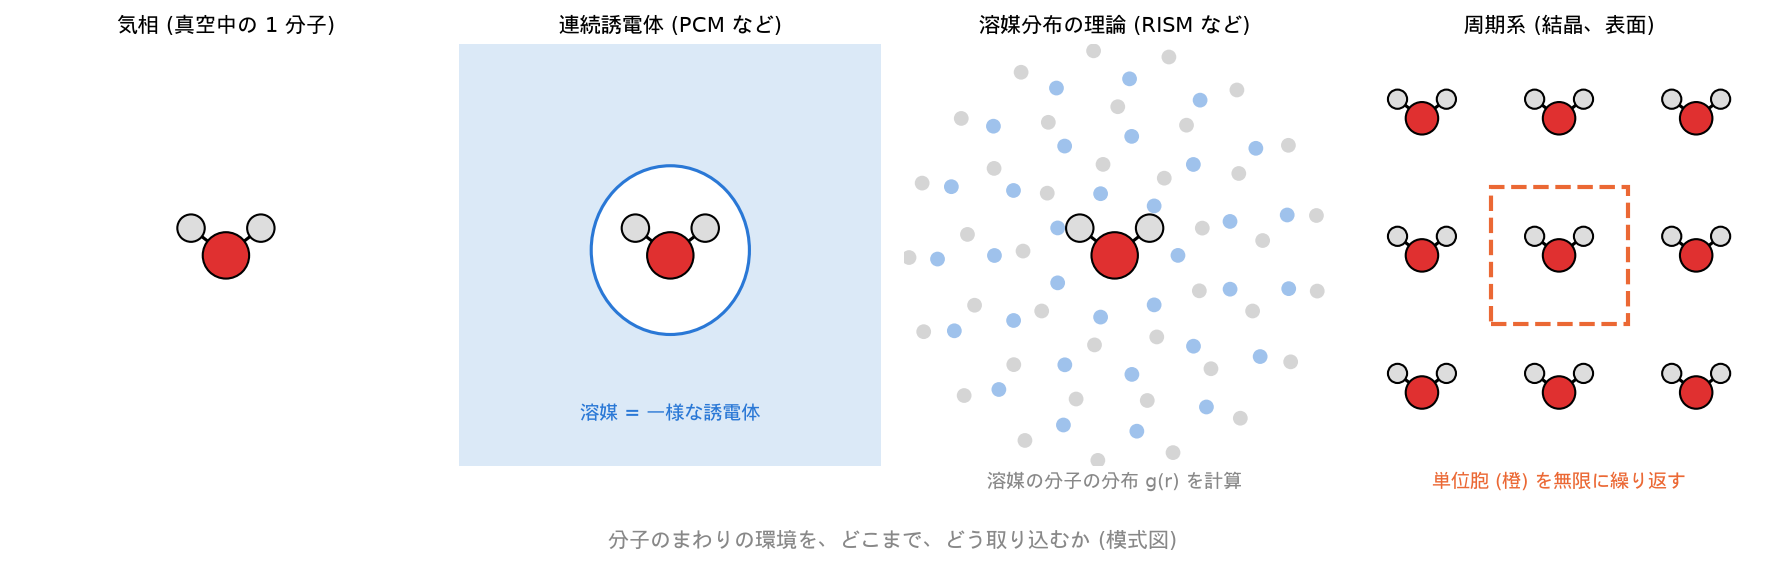 気相 (真空中の 1 分子)
連続誘電体 (PCM など)
溶媒分布の理論 (RISM など)
周期系 (結晶、表面)
溶媒 = 一様な誘電体
溶媒の分子の分布 g(r) を計算
単位胞 (橙) を無限に繰り返す
分子のまわりの環境を、どこまで、どう取り込むか (模式図)